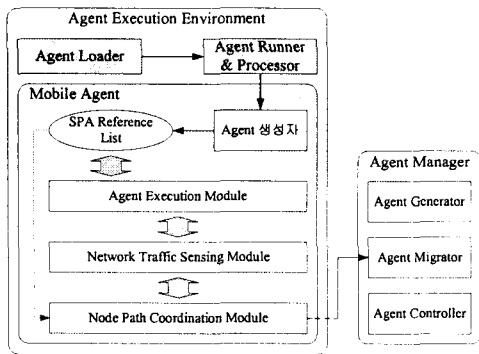 Agent Execution Environment
Agent Loader
Agent Runner
& Processor
Mobile Agent
SPA Reference
List
Agent 생성자
Agent Execution Module
Network Traffic Sensing Module
Node Path Coordination Module
Agent Manager
Agent Generator
Agent Migrator
Agent Controller